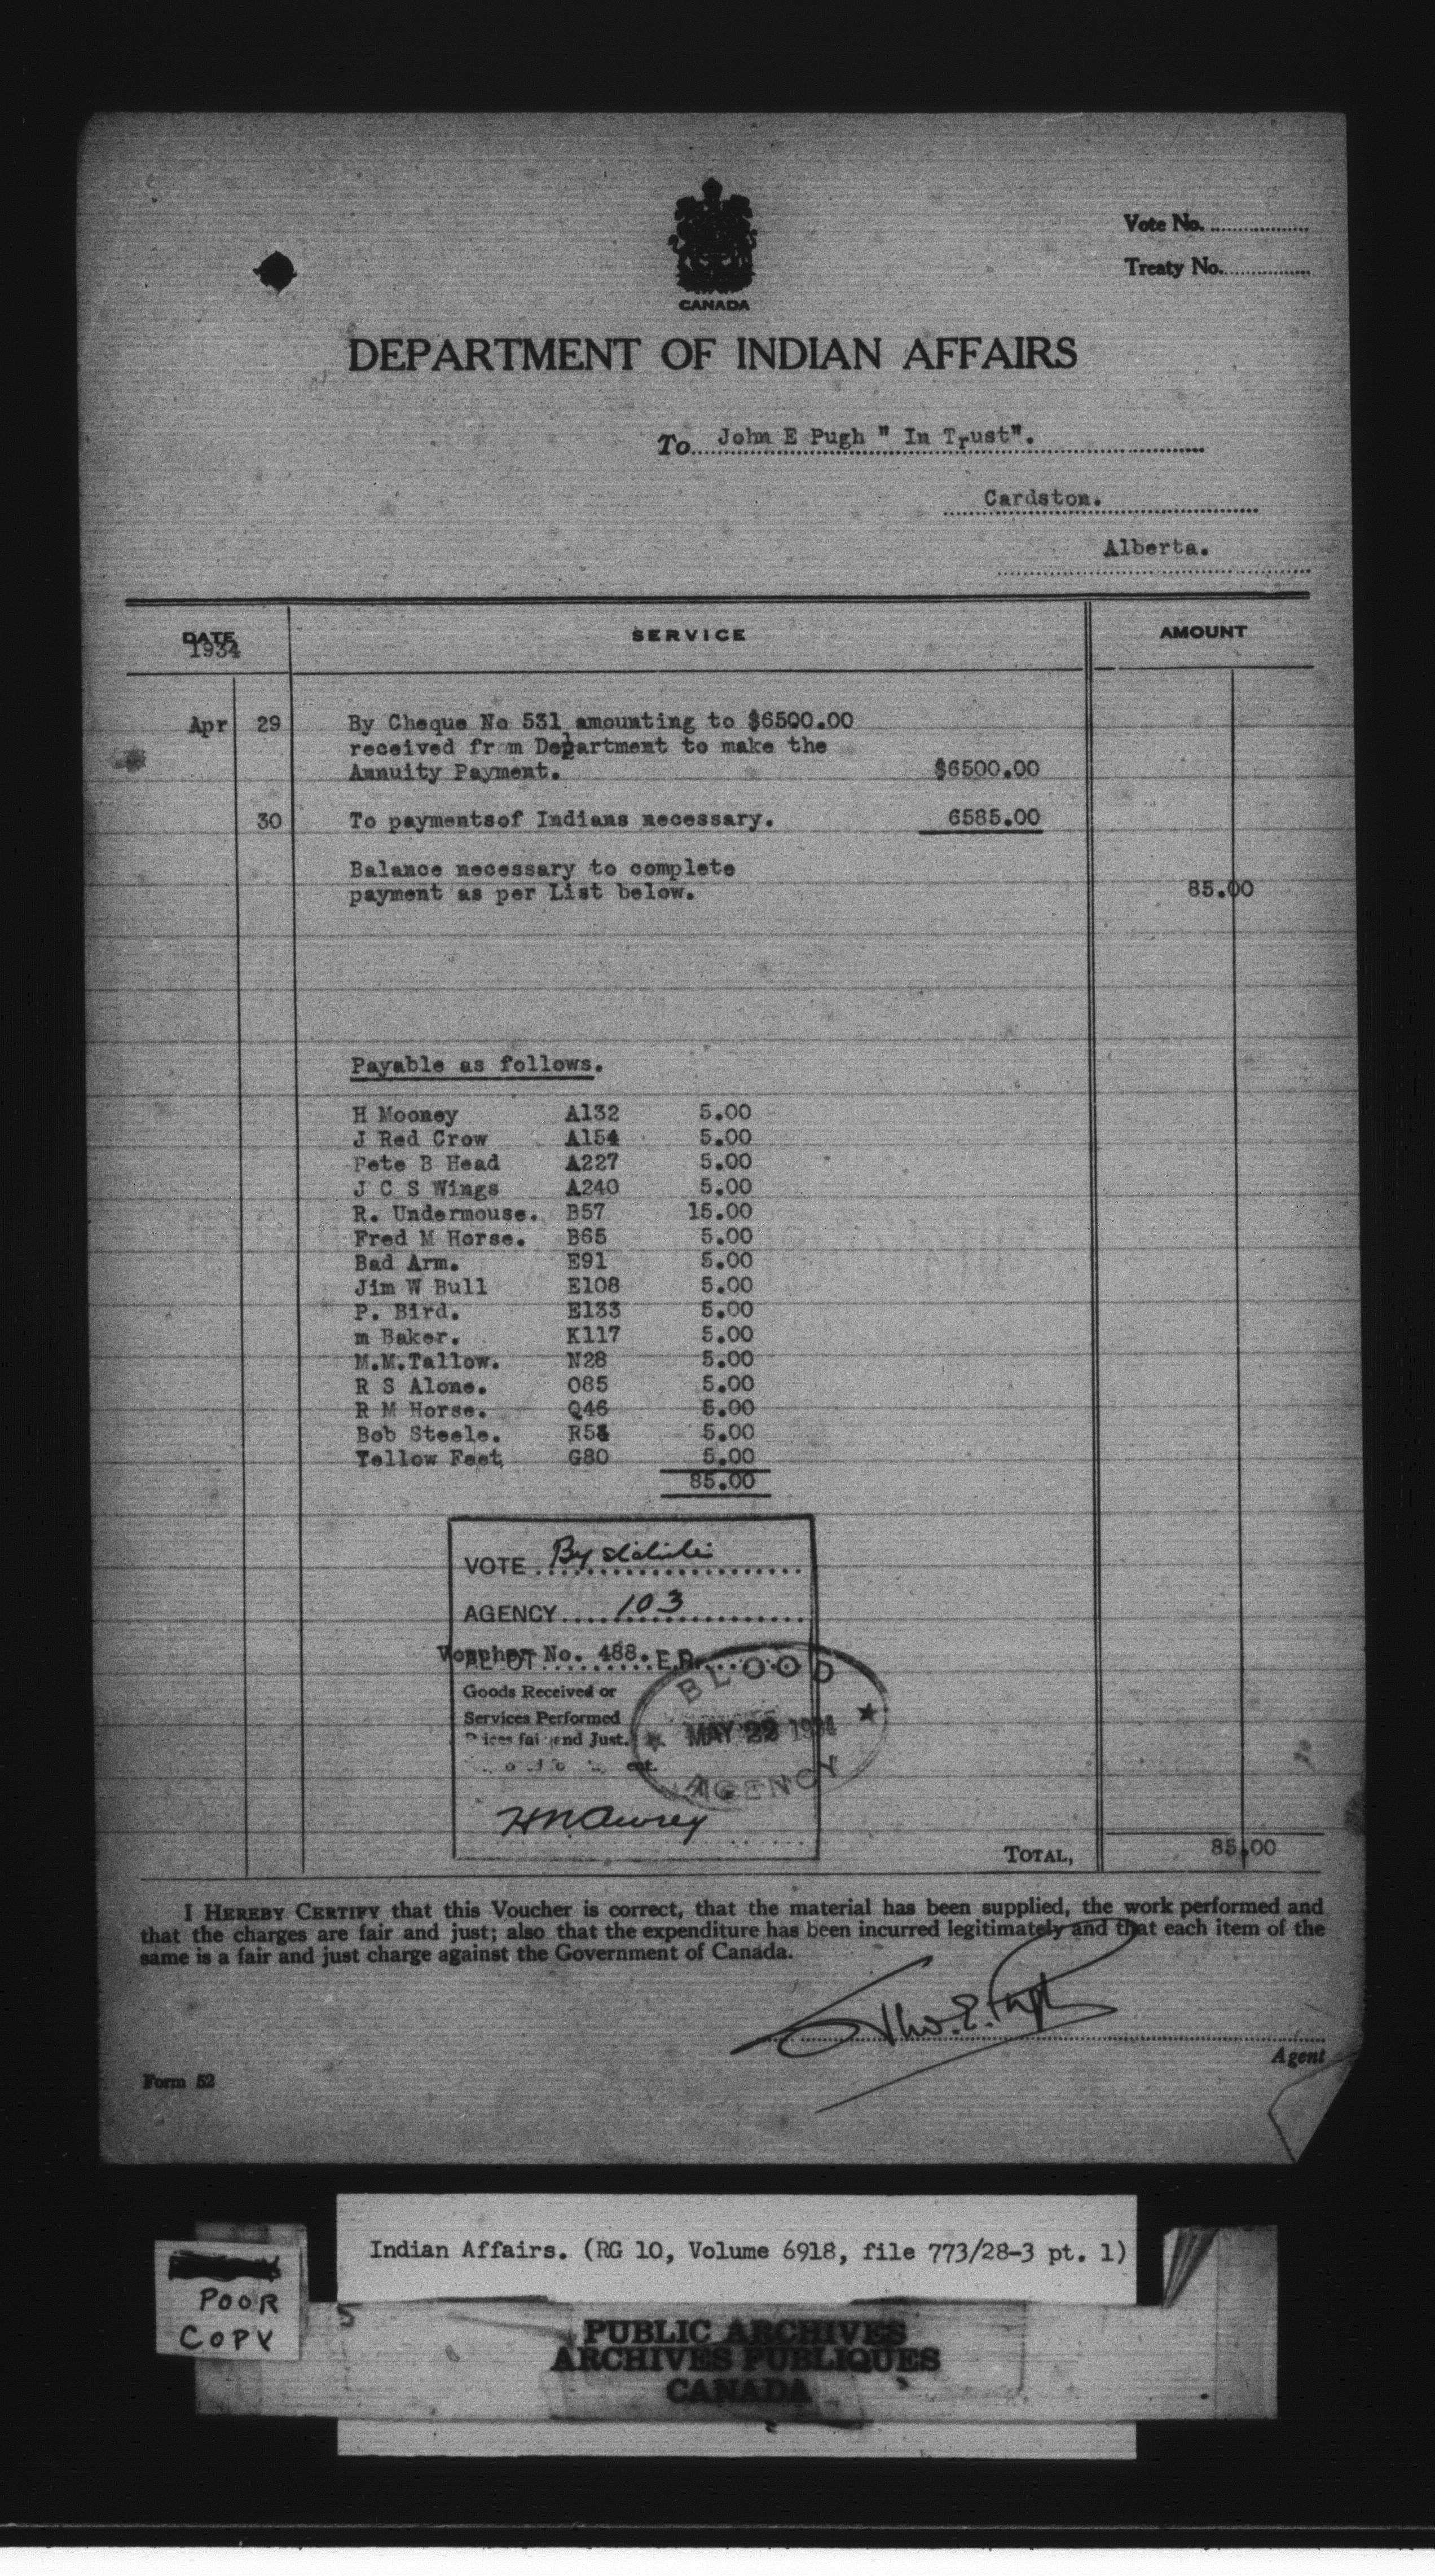 Vote No. ....................
Treaty No. ................
CANADA
DEPARTMENT OF INDIAN AFFAIRS
To John E Pugh " In Trust".
Cardston.
Alberta.
DATE SERVICE AMOUNT
1934
Apr 29 By Cheque No 531 amounting to $6500.00
received from Department to make the
Annuity Payment. $6500.00
30 To paymentsof Indians necessary. 6585.00
Balance necessary to complete
payment as per List below. 85.00
Payable as follows.
H Mooney A132 5.00
J Red Crow A154 5.00
Pete B Head A227 5.00
J C S Wings A240 5.00
R. Undermouse. B57 15.00
Fred M Horse. B65 5.00
Bad Arm. E91 5.00
Jim W Bull E108 5.00
P. Bird. E133 5.00
m Baker. K117 5.00
M.M.Tallow. N28 5.00
R S Alone. O85 5.00
R M Horse. Q46 5.00
Bob Steele. 5.00
Yellow Feet G80 5.00
85.00
VOTE By
AGENCY 103
Voucher No. 488.
BLOOD
Goods Received or
Services Performed
MAY 22 1934
and Just.
AGENCY
TOTAL, 85.00
I HEREBY CERTIFY that this Voucher is correct, that the material has been supplied, the work performed and
that the charges are fair and just; also that the expenditure has been incurred legitimately and that each item of the
same is a fair and just charge against the Government of Canada.
Agent
Form 52
Indian Affairs. (RG 10, Volume 6918, file 773/28-3 pt. 1)
POOR
COPY
5
PUBLIC ARCHIVES
ARCHIVES PUBLIQUES
CANADA